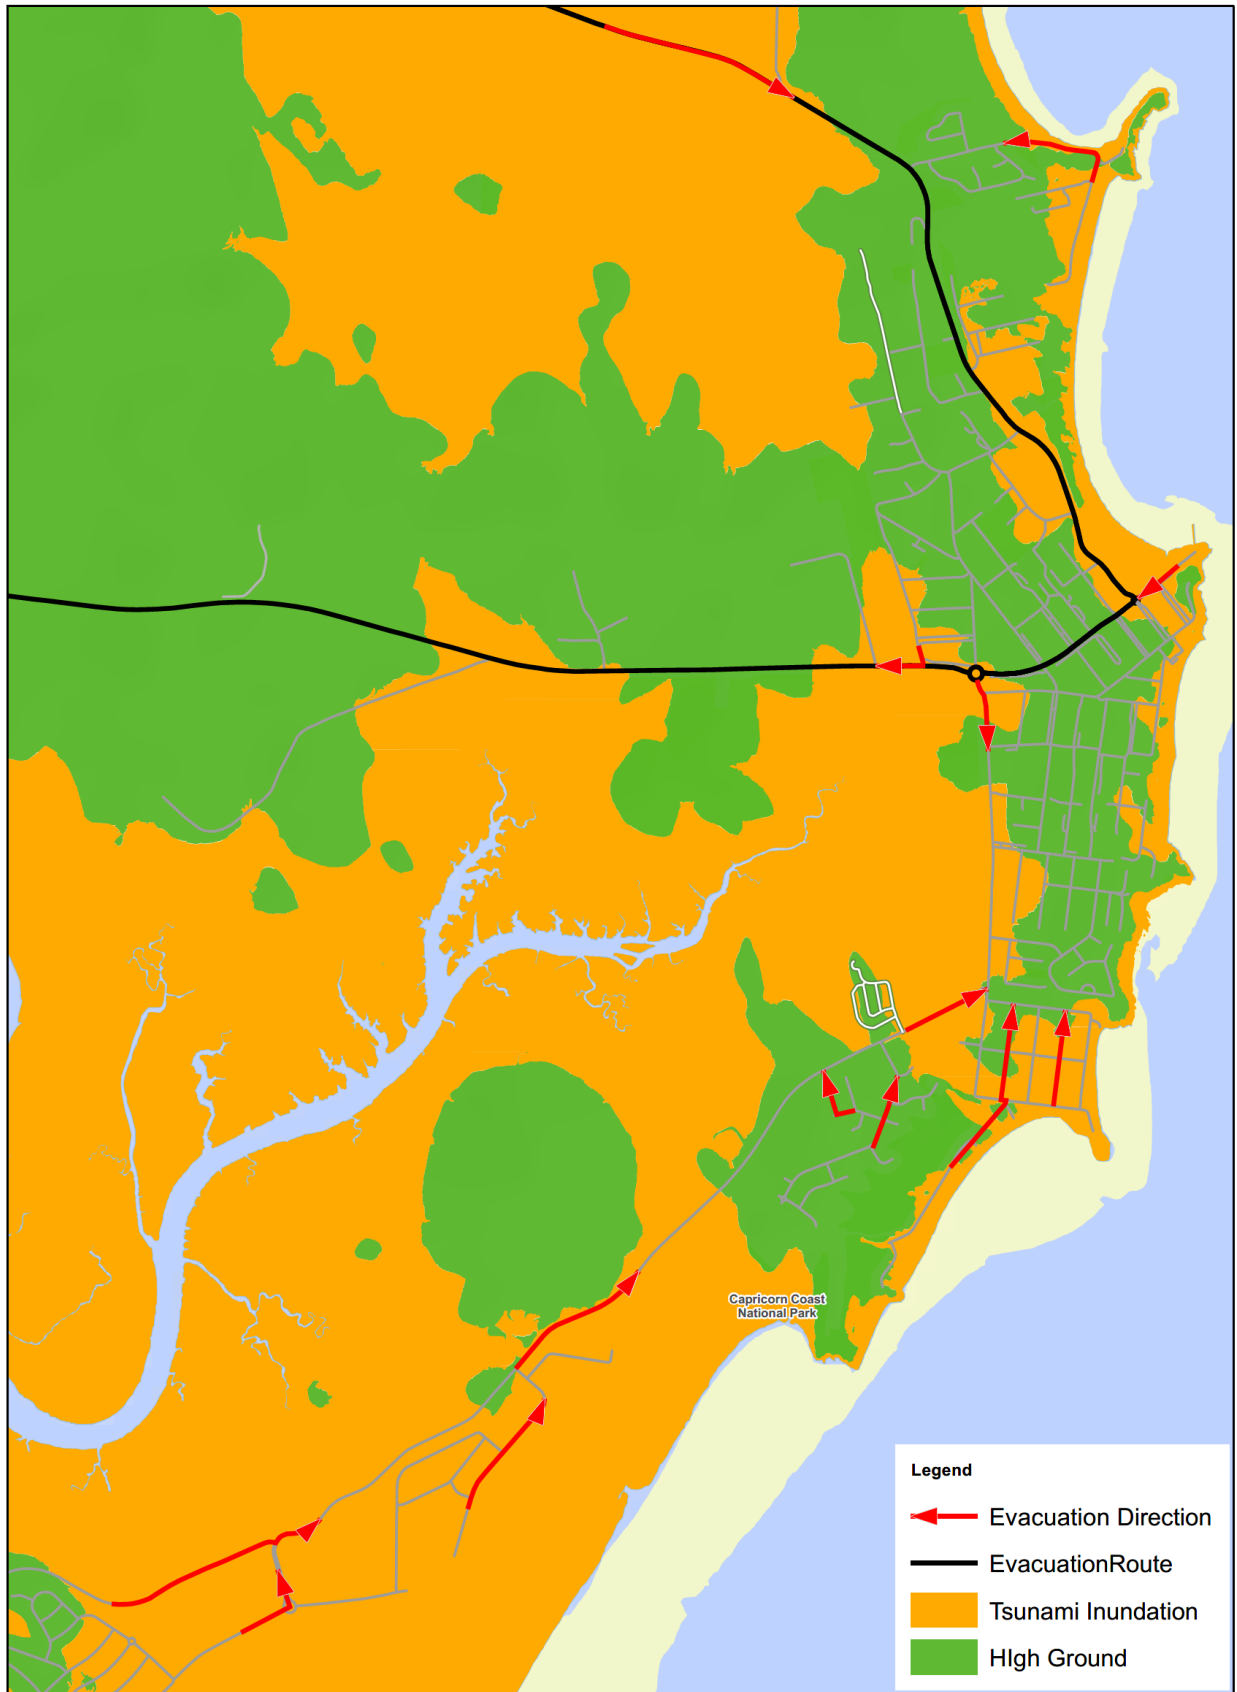 Capricorn Coast
National Park
Legend
Evacuation Direction
EvacuationRoute
Tsunami Inundation
HIgh Ground